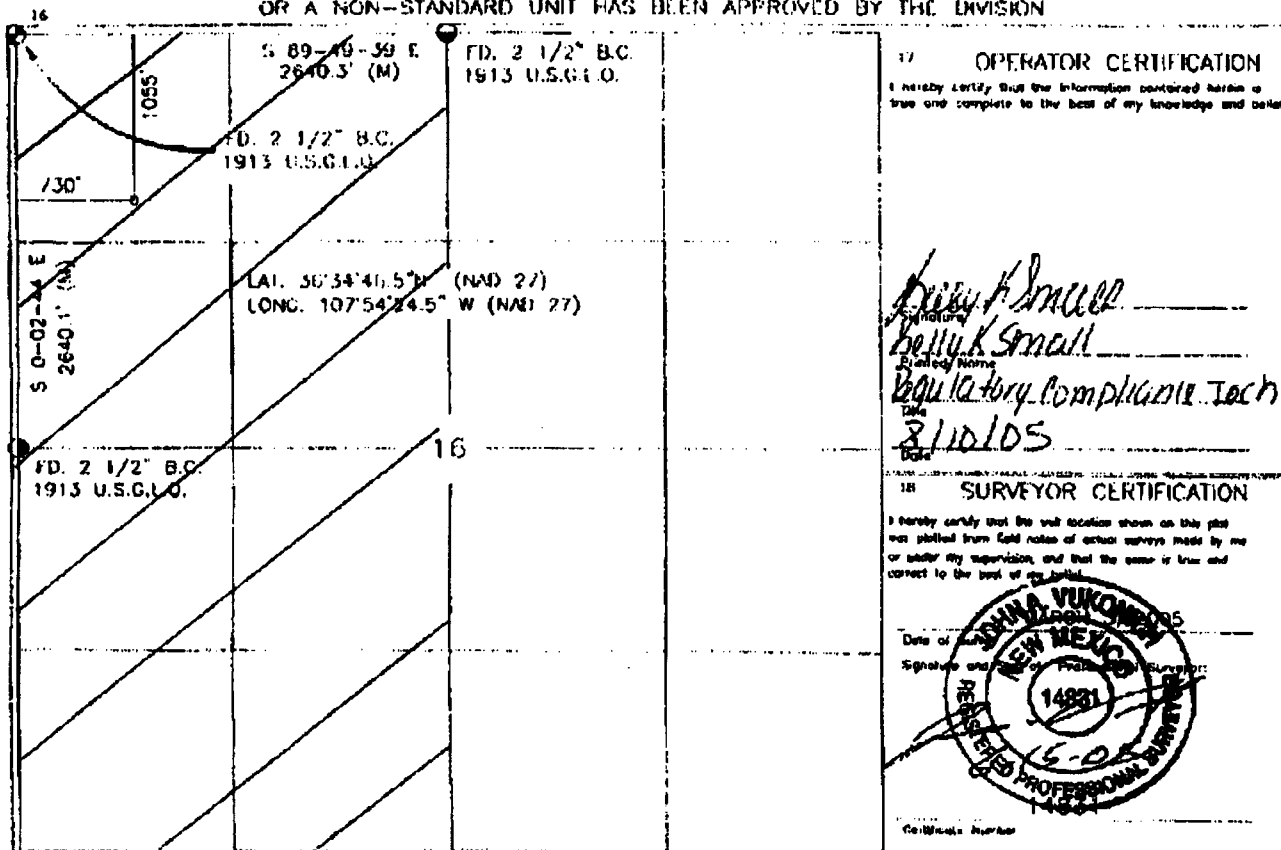 OR A NON-STANDARD UNIT HAS BEEN APPROVED BY THE DIVISION
16
S 89-49-39 E
2640.3' (M)
FD. 2 1/2" B.C.
1913 U.S.G.L.O.
1055'
FD. 2 1/2" B.C.
1913 U.S.G.L.O.
730'
S 0-02-44 E
2640.1' (M)
LAT. 36°34'46.5"N (NAD 27)
LONG. 107°54'24.5" W (NAD 27)
FD. 2 1/2" B.C.
1913 U.S.G.L.O.
16
17 OPERATOR CERTIFICATION
I hereby certify that the information contained herein is
true and complete to the best of my knowledge and belief
Kelly K Small
Signature
Kelly K Small
Printed Name
Regulatory Compliance Tech
Title
8/10/05
Date
18 SURVEYOR CERTIFICATION
I hereby certify that the well location shown on this plat
was plotted from field notes of actual surveys made by me
or under my supervision, and that the same is true and
correct to the best of my belief.
Date of
Signature and of Surveyor:
JOHN A. VUKONICH
NEW MEXICO
14831
REGISTERED PROFESSIONAL SURVEYOR
14831
Certificate Number